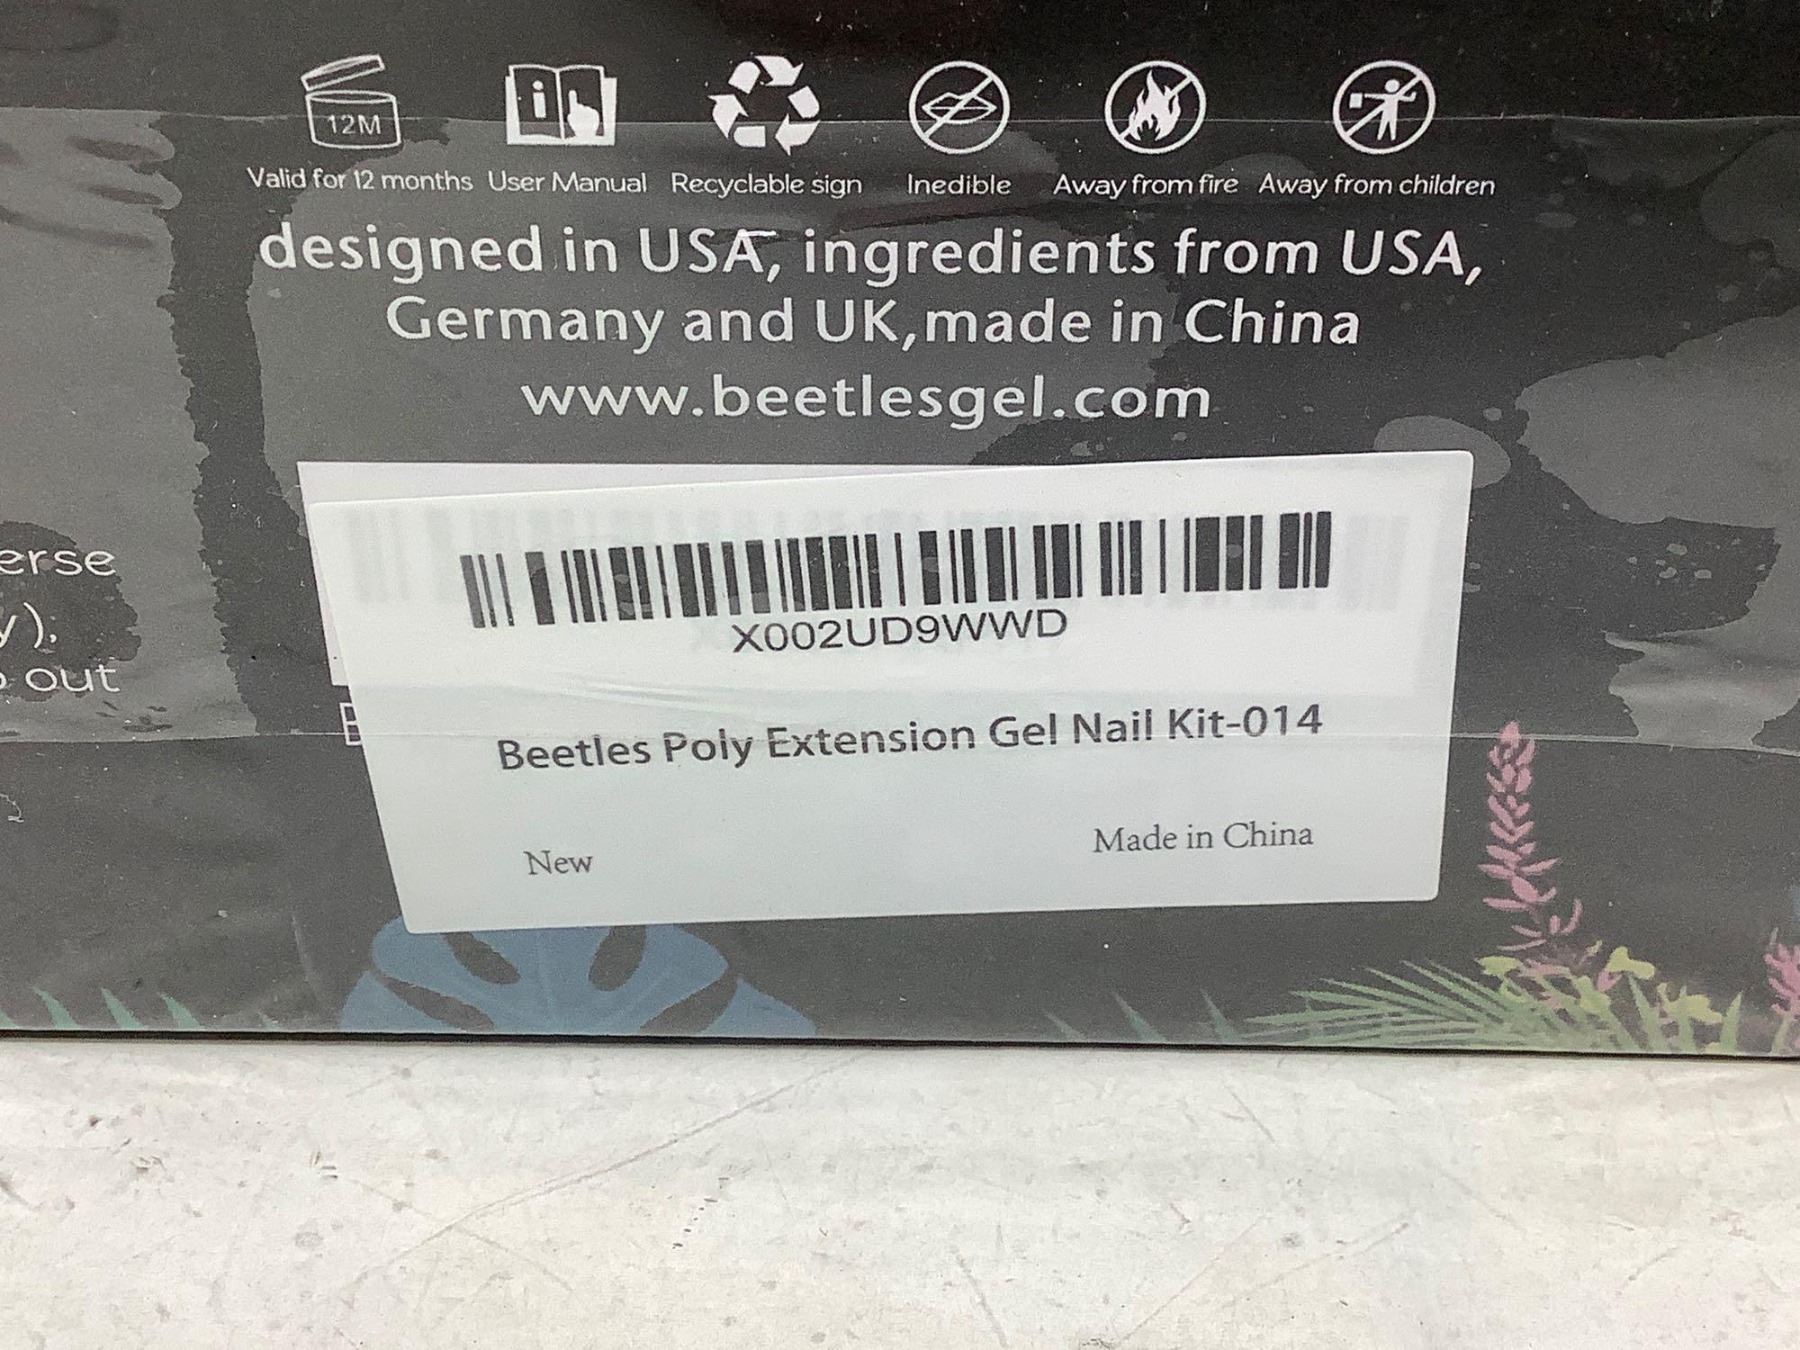 12M
i
Valid for 12 months User Manual Recyclable sign Inedible Away from fire Away from children
designed in USA, ingredients from USA,
Germany and UK,made in China
www.beetlesgel.com
erse
y).
out
X002UD9WWD
Beetles Poly Extension Gel Nail Kit-014
New
Made in China